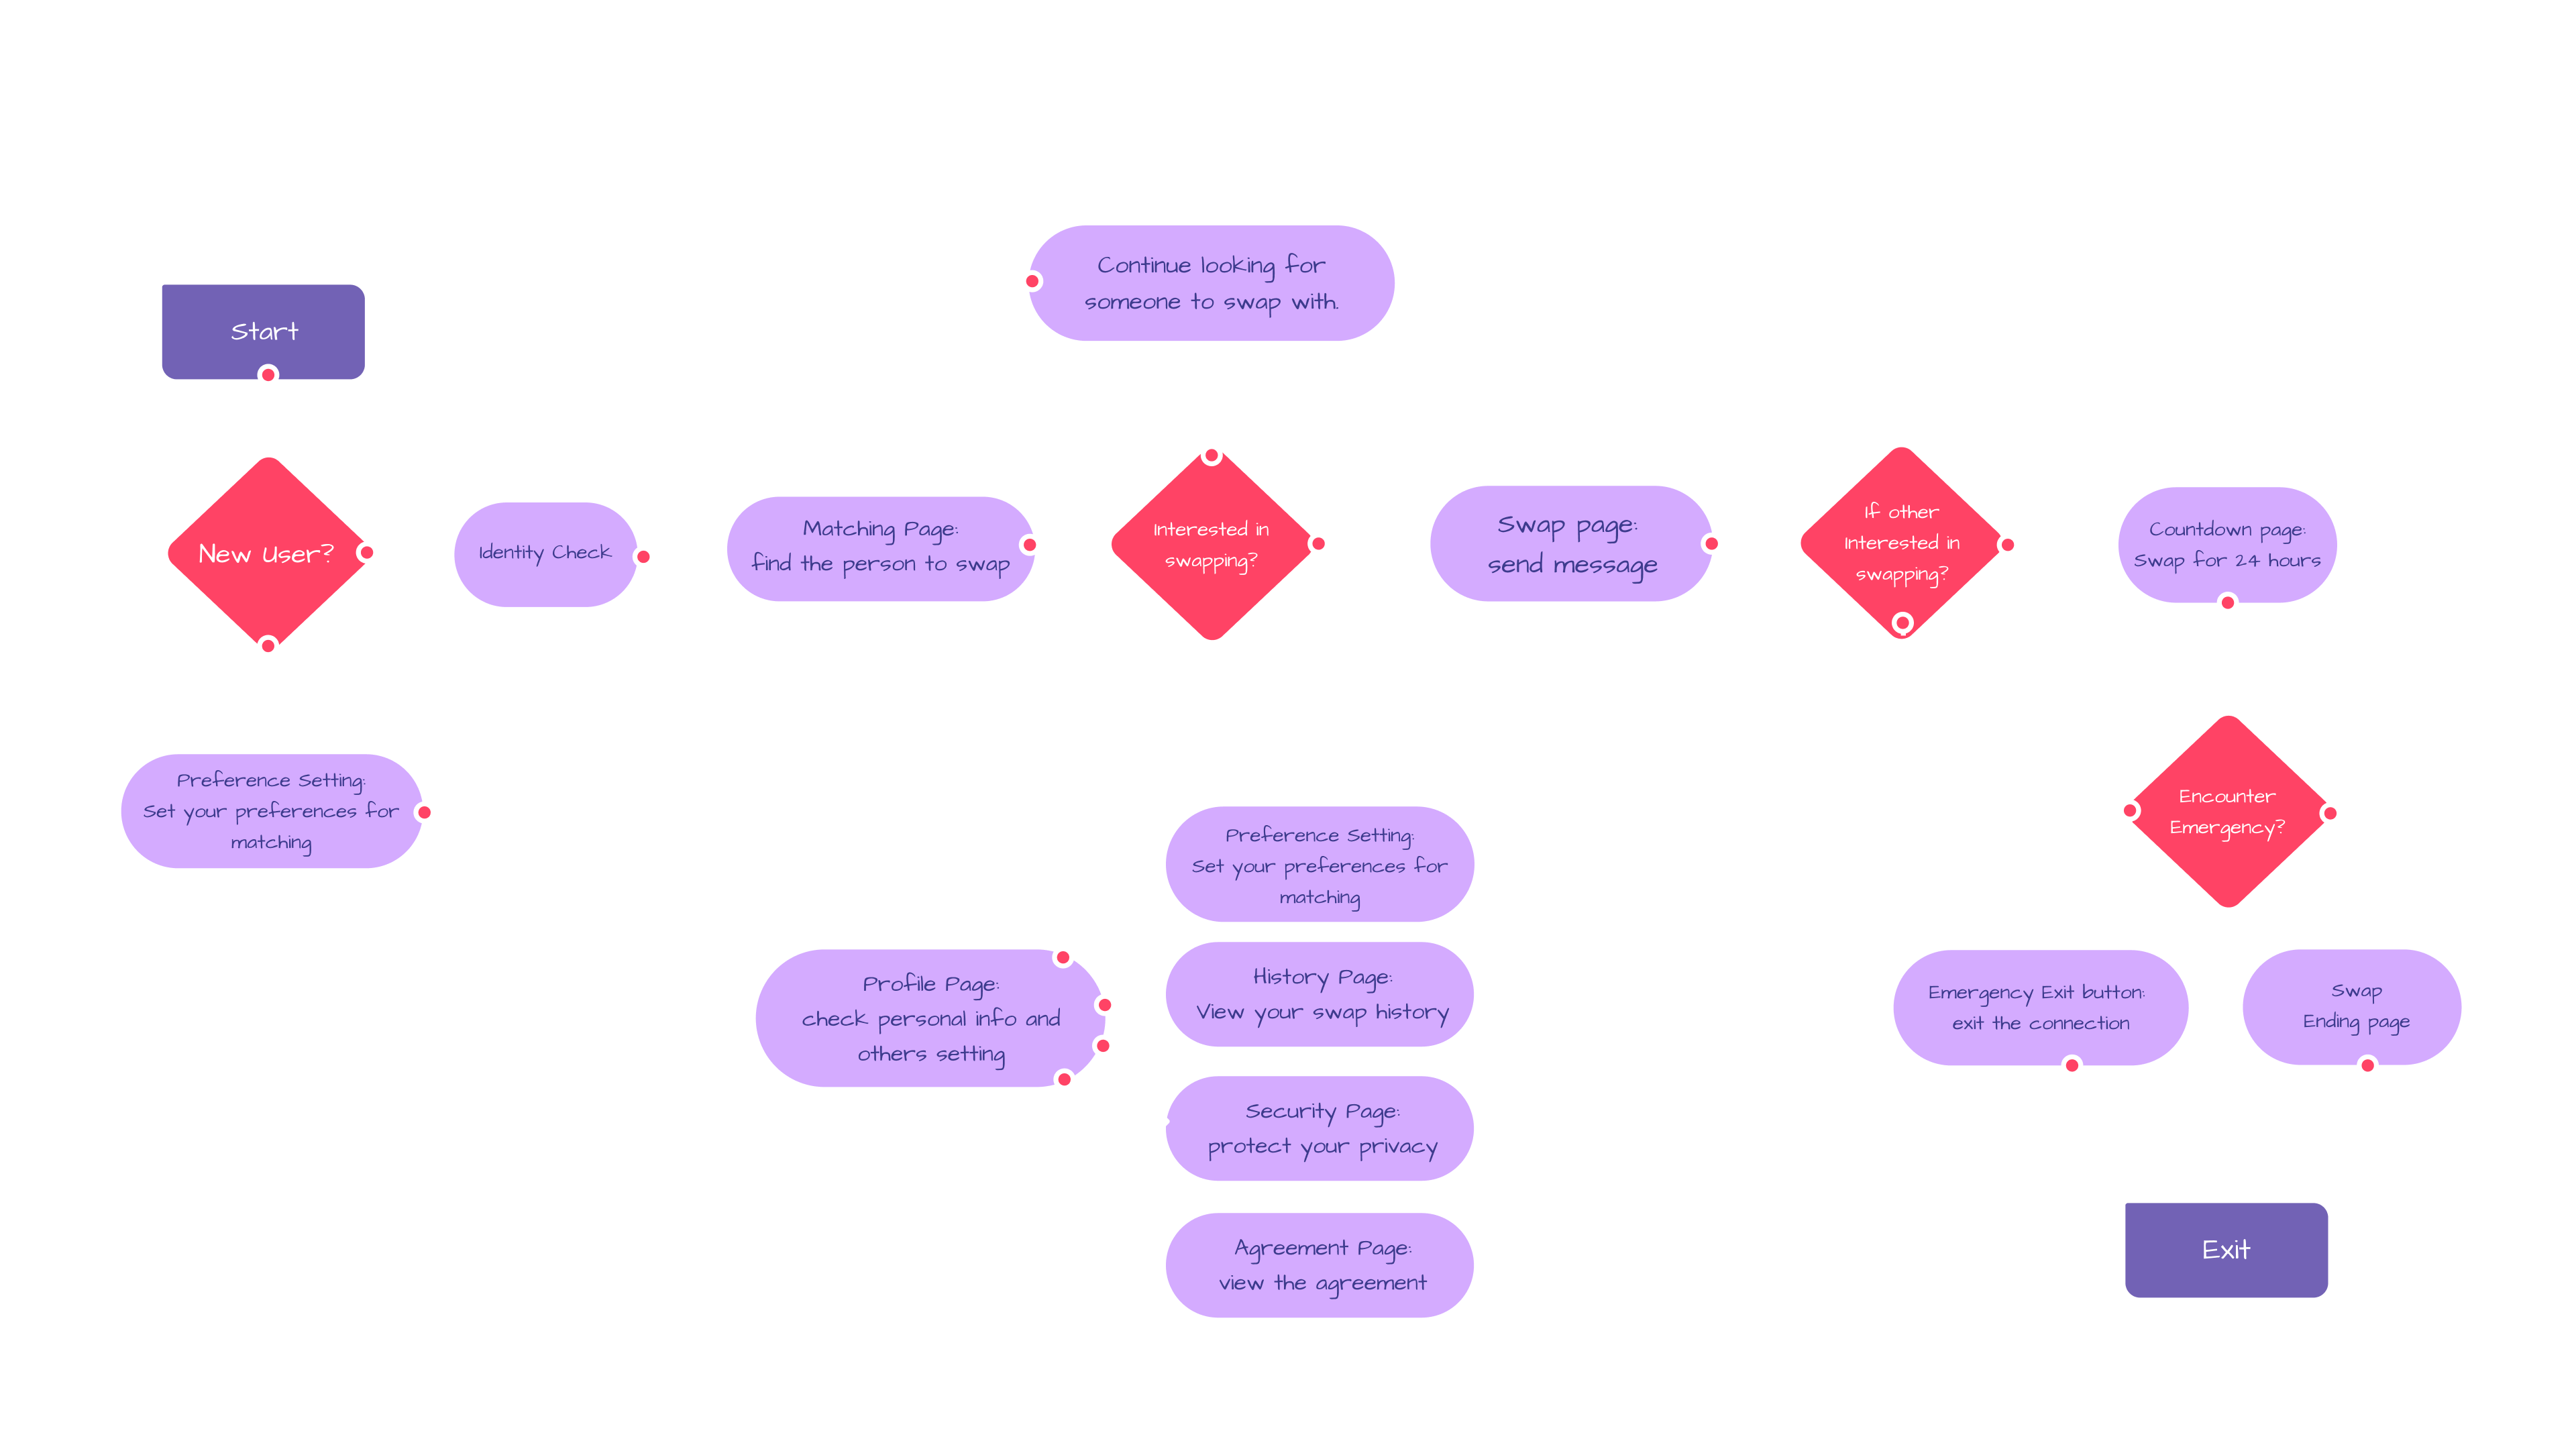 Continue looking for
someone to swap with.
Start
New User?
Identity Check
Matching Page:
find the person to swap
Interested in
swapping?
Swap page:
send message
If other
Interested in
swapping?
Countdown page:
Swap for 24 hours
Preference Setting:
Set your preferences for
matching
Encounter
Emergency?
Preference Setting:
Set your preferences for
matching
Profile Page:
check personal info and
others setting
History Page:
View your swap history
Security Page:
protect your privacy
Agreement Page:
view the agreement
Emergency Exit button:
exit the connection
Swap
Ending page
Exit